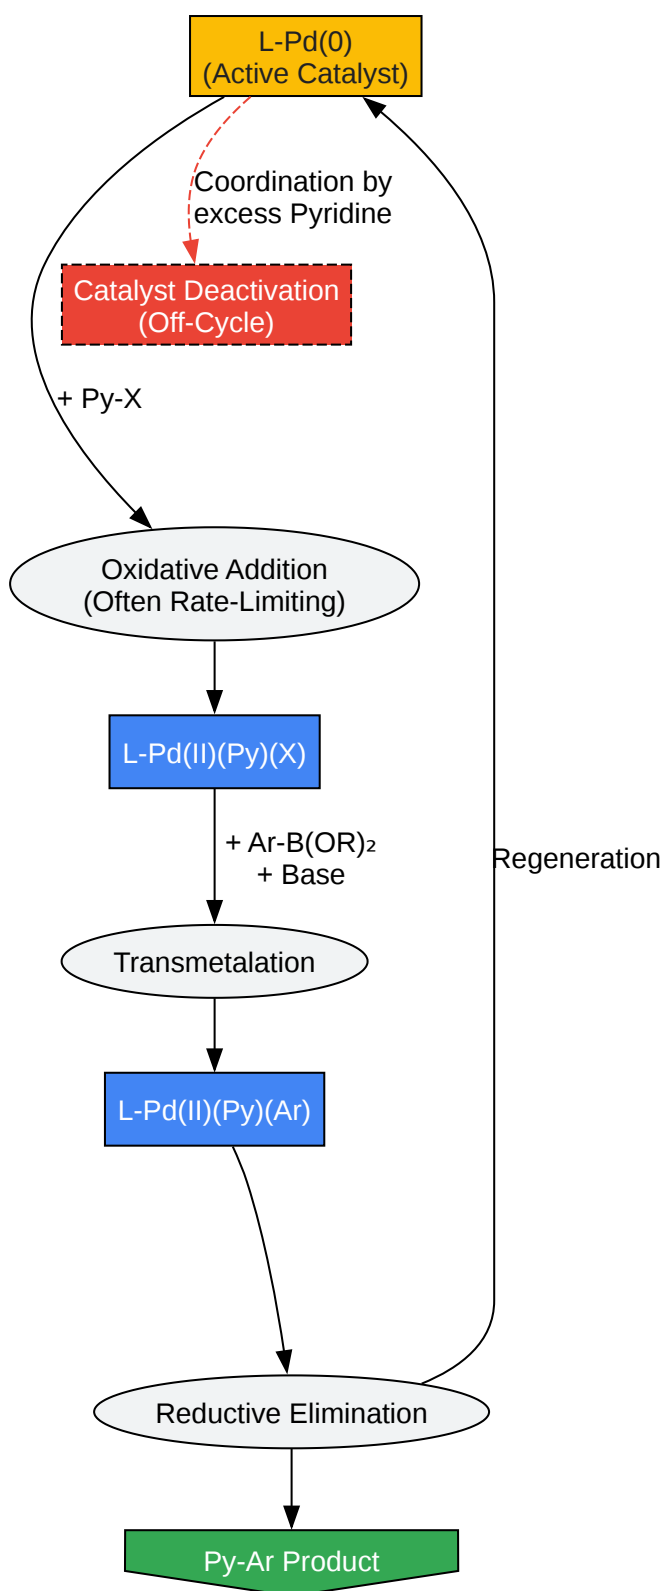 L-Pd(0)
(Active Catalyst)
Coordination by
excess Pyridine
Catalyst Deactivation
(Off-Cycle)
+ Py-X
Oxidative Addition
(Often Rate-Limiting)
L-Pd(II)(Py)(X)
+ Ar-B(OR)₂
+ Base
Regeneration
Transmetalation
L-Pd(II)(Py)(Ar)
Reductive Elimination
Py-Ar Product